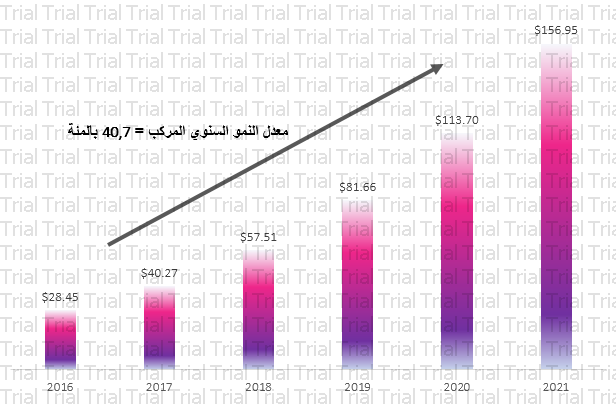 $156.95
$113.70
معدل النمو السنوي المركب = 40,7 بالمئة
$81.66
$57.51
$40.27
$28.45
2016 2017 2018 2019 2020 2021
Trial